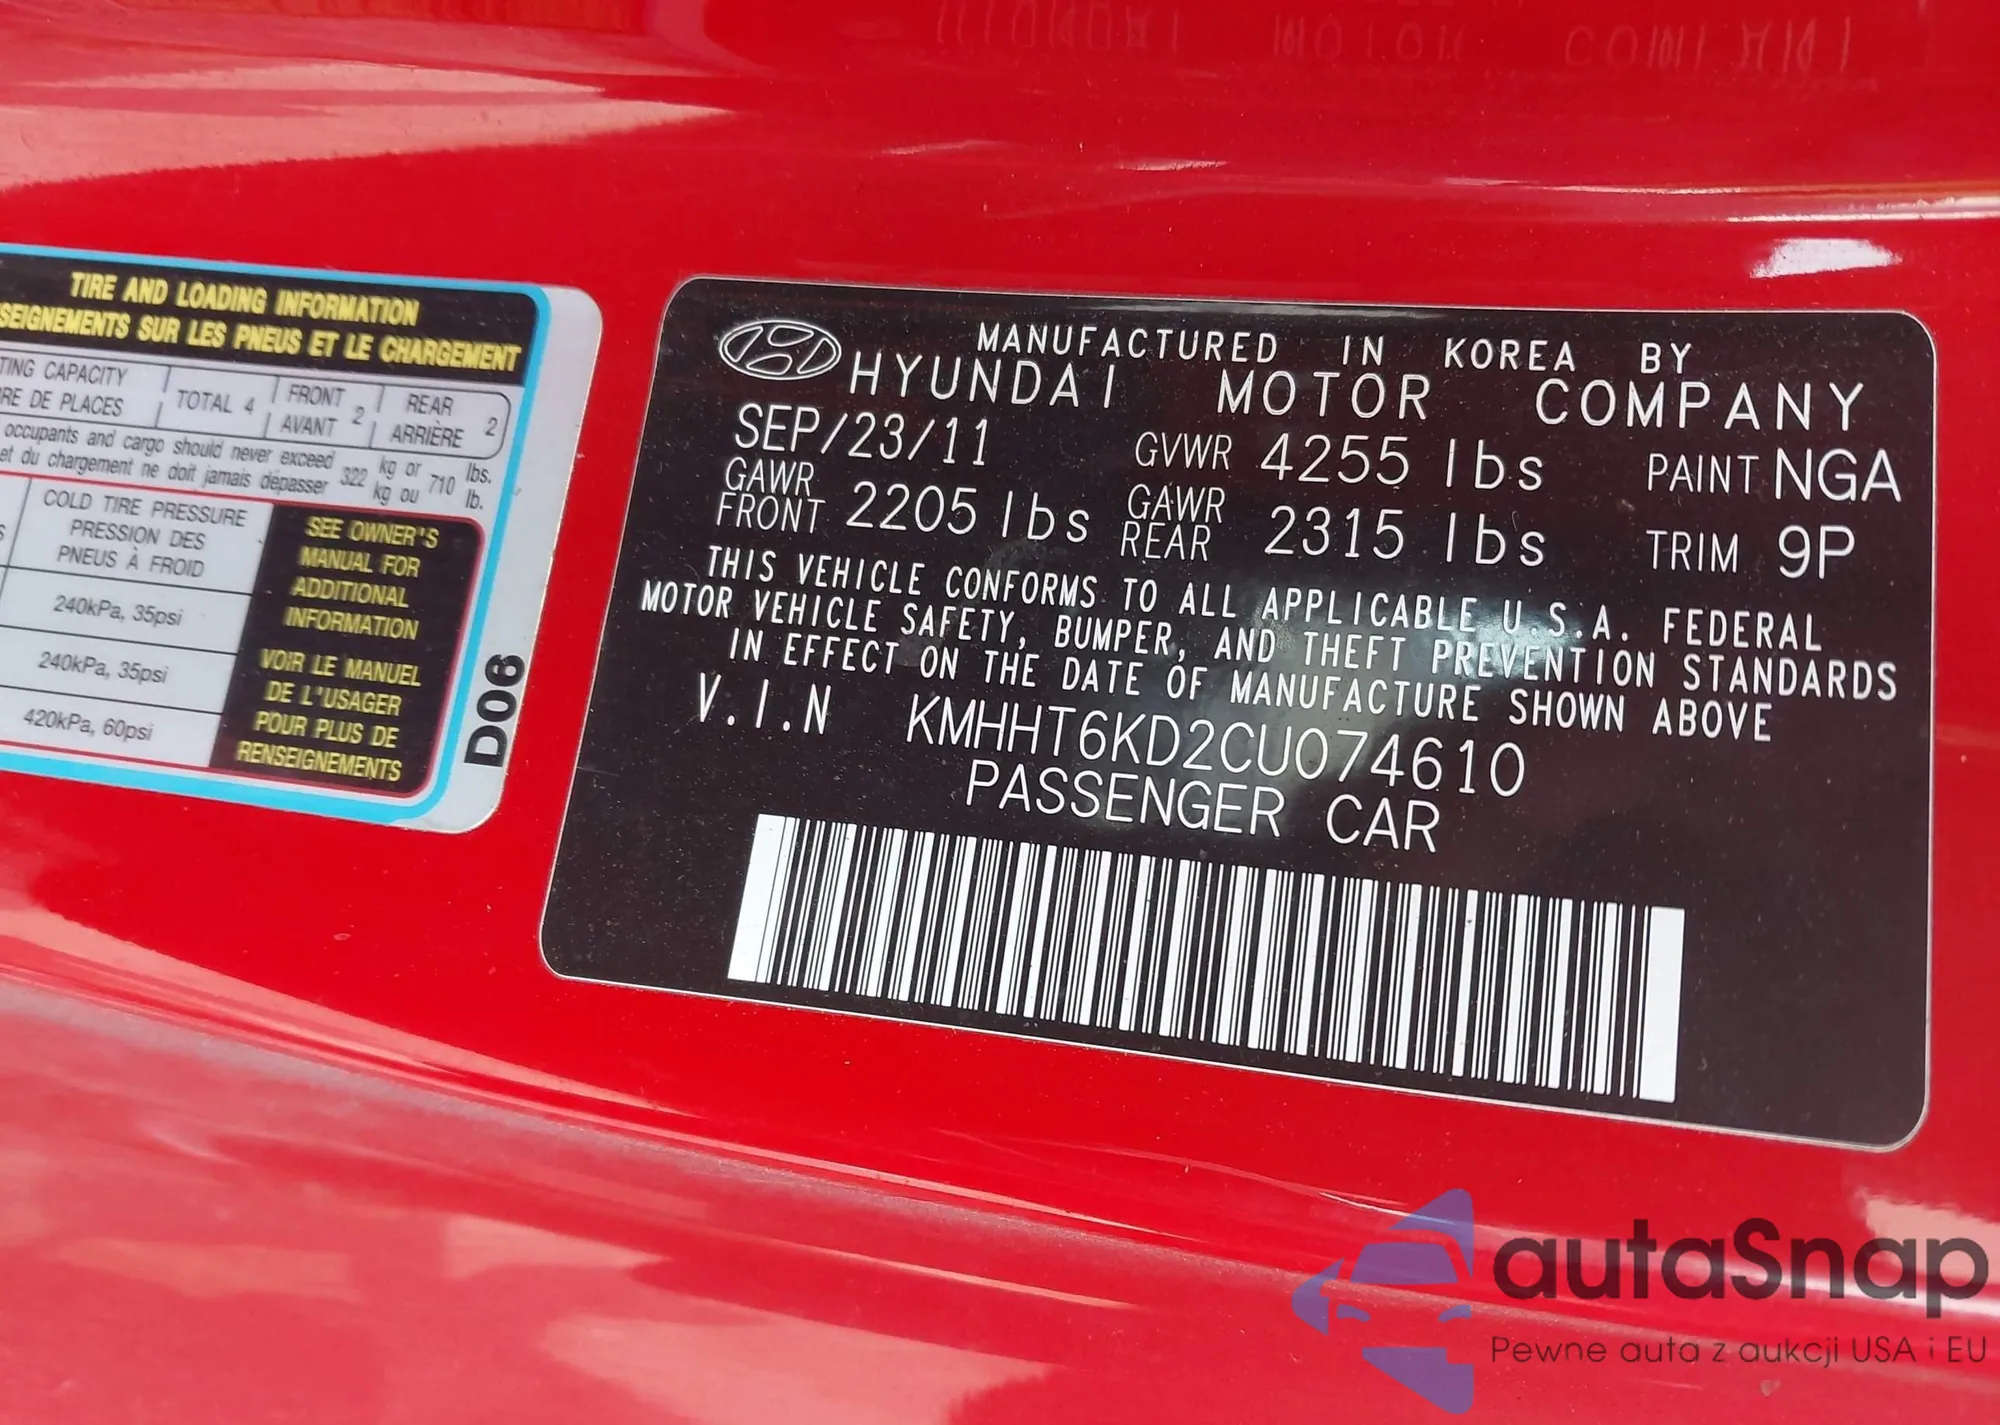 TIRE AND LOADING INFORMATION
SEIGNEMENTS SUR LES PNEUS ET LE CHARGEMENT
TING CAPACITY
RE DE PLACES
TOTAL 4
FRONT
AVANT 2
REAR
ARRIÈRE 2
occupants and cargo should never exceed
et du chargement ne doit jamais dépasser
322 kg or 710 lbs.
kg ou lb.
COLD TIRE PRESSURE
PRESSION DES
PNEUS À FROID
240kPa, 35psi
240kPa, 35psi
420kPa, 60psi
SEE OWNER'S
MANUAL FOR
ADDITIONAL
INFORMATION
VOIR LE MANUEL
DE L'USAGER
POUR PLUS DE
RENSEIGNEMENTS
D06
MANUFACTURED IN KOREA BY
HYUNDAI MOTOR COMPANY
SEP/23/11 GVWR 4255 lbs PAINT NGA
GAWR FRONT 2205 lbs GAWR REAR 2315 lbs TRIM 9P
THIS VEHICLE CONFORMS TO ALL APPLICABLE U.S.A. FEDERAL
MOTOR VEHICLE SAFETY, BUMPER, AND THEFT PREVENTION STANDARDS
IN EFFECT ON THE DATE OF MANUFACTURE SHOWN ABOVE
V.I.N KMHHT6KD2CU074610
PASSENGER CAR
autaSnap
Pewne auta z aukcji USA i EU